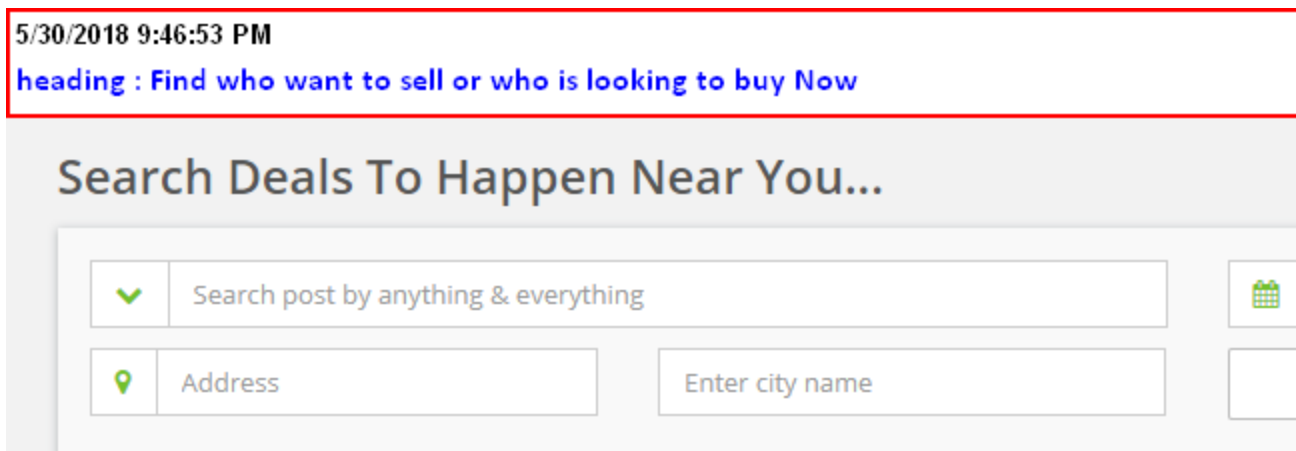 5/30/2018 9:46:53 PM
heading : Find who want to sell or who is looking to buy Now
Search Deals To Happen Near You...
Search post by anything & everything
Address
Enter city name